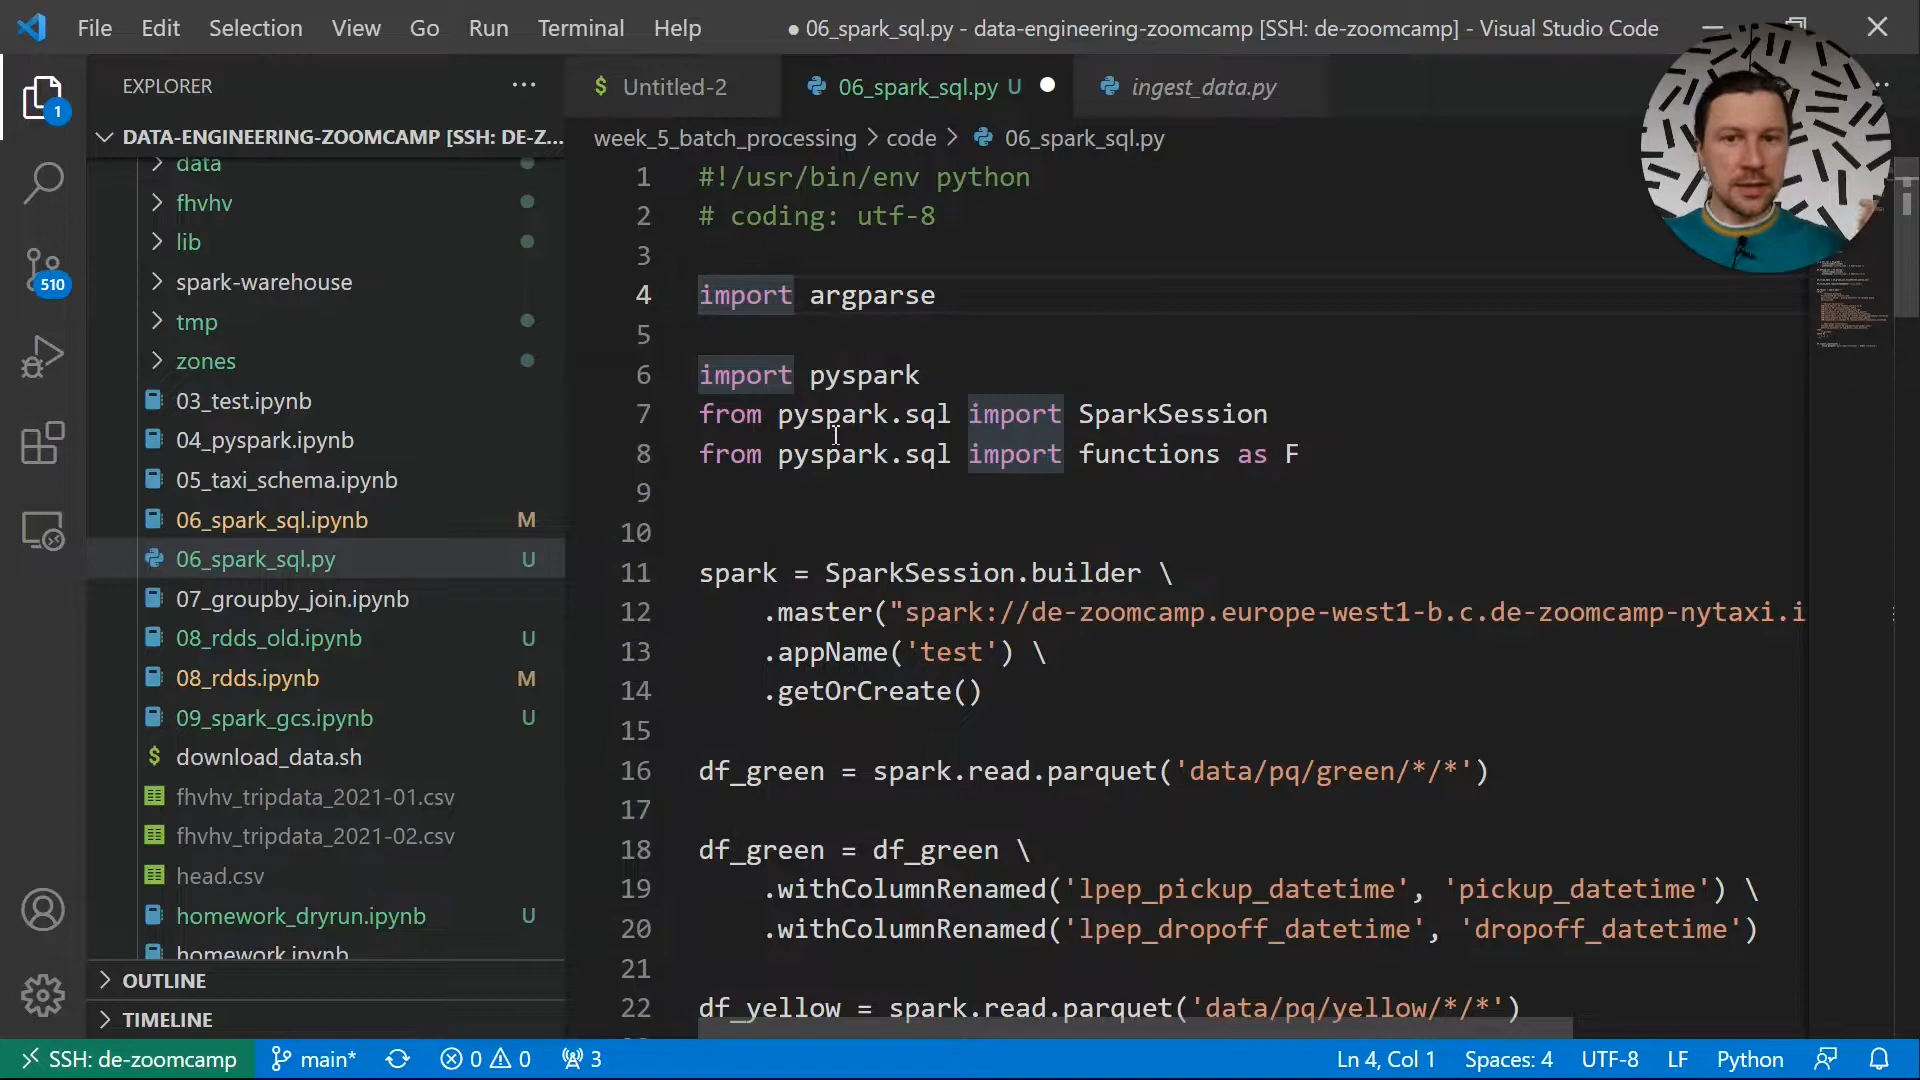 File Edit Selection View Go Run Terminal Help ● 06_spark_sql.py - data-engineering-zoomcamp [SSH: de-zoomcamp] - Visual Studio Code
EXPLORER ···
$ Untitled-2
06_spark_sql.py U
ingest_data.py
1
DATA-ENGINEERING-ZOOMCAMP [SSH: DE-Z...
week_5_batch_processing > code > 06_spark_sql.py
data
fhvhv
lib
510
spark-warehouse
tmp
zones
03_test.ipynb
04_pyspark.ipynb
05_taxi_schema.ipynb
06_spark_sql.ipynb M
06_spark_sql.py U
07_groupby_join.ipynb
08_rdds_old.ipynb U
08_rdds.ipynb M
09_spark_gcs.ipynb U
$ download_data.sh
fhvhv_tripdata_2021-01.csv
fhvhv_tripdata_2021-02.csv
head.csv
homework_dryrun.ipynb U
homework.ipynb
OUTLINE
TIMELINE
1 #!/usr/bin/env python
2 # coding: utf-8
3
4 import argparse
5
6 import pyspark
7 from pyspark.sql import SparkSession
8 from pyspark.sql import functions as F
9
10
11 spark = SparkSession.builder \
12 .master("spark://de-zoomcamp.europe-west1-b.c.de-zoomcamp-nytaxi.i
13 .appName('test') \
14 .getOrCreate()
15
16 df_green = spark.read.parquet('data/pq/green/*/*')
17
18 df_green = df_green \
19 .withColumnRenamed('lpep_pickup_datetime', 'pickup_datetime') \
20 .withColumnRenamed('lpep_dropoff_datetime', 'dropoff_datetime')
21
22 df_yellow = spark.read.parquet('data/pq/yellow/*/*')
SSH: de-zoomcamp main* 0 0 3 Ln 4, Col 1 Spaces: 4 UTF-8 LF Python